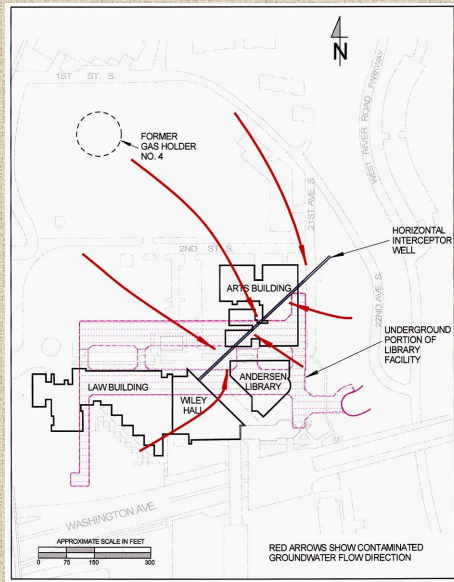 N
1ST ST. S.
FORMER
GAS HOLDER
NO. 4
WEST RIVER ROAD PARKWAY
21ST AVE. S.
HORIZONTAL
INTERCEPTOR
WELL
2ND ST. S.
ARTS BUILDING
22ND AVE. S.
UNDERGROUND
PORTION OF
LIBRARY
FACILITY
LAW BUILDING
WILEY
HALL
ANDERSEN
LIBRARY
WASHINGTON AVE.
APPROXIMATE SCALE IN FEET
0 75 150 300
RED ARROWS SHOW CONTAMINATED
GROUNDWATER FLOW DIRECTION